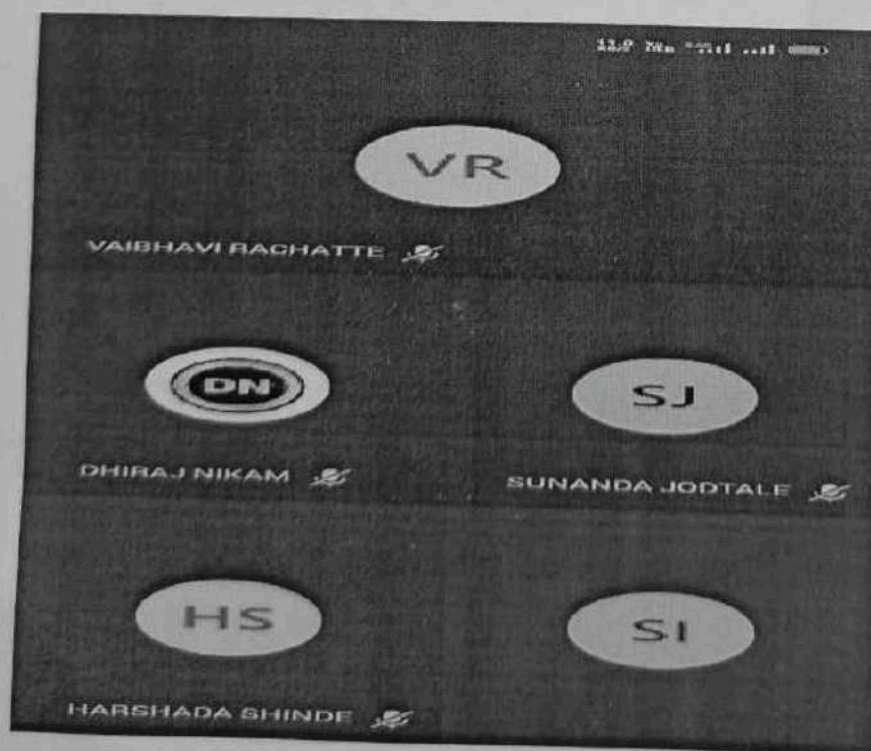 VR
VAIBHAVI RACHATTE
DN
SJ
DHIRAJ NIKAM
SUNANDA JODTALE
HS
SI
HARSHADA SHINDE